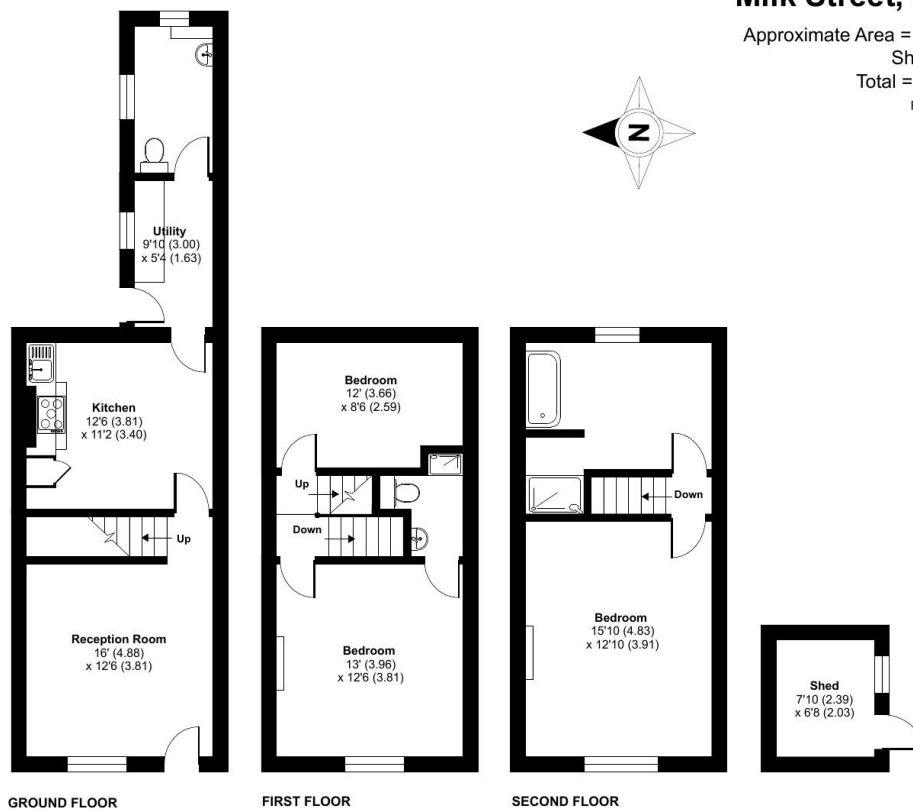 Milk Street,
Approximate Area =
Sh
Total =
N
Utility
9'10 (3.00)
x 5'4 (1.63)
Kitchen
12'6 (3.81)
x 11'2 (3.40)
Up
Reception Room
16' (4.88)
x 12'6 (3.81)
GROUND FLOOR
Bedroom
12' (3.66)
x 8'6 (2.59)
Up
Down
Bedroom
13' (3.96)
x 12'6 (3.81)
FIRST FLOOR
Down
Bedroom
15'10 (4.83)
x 12'10 (3.91)
SECOND FLOOR
Shed
7'10 (2.39)
x 6'8 (2.03)